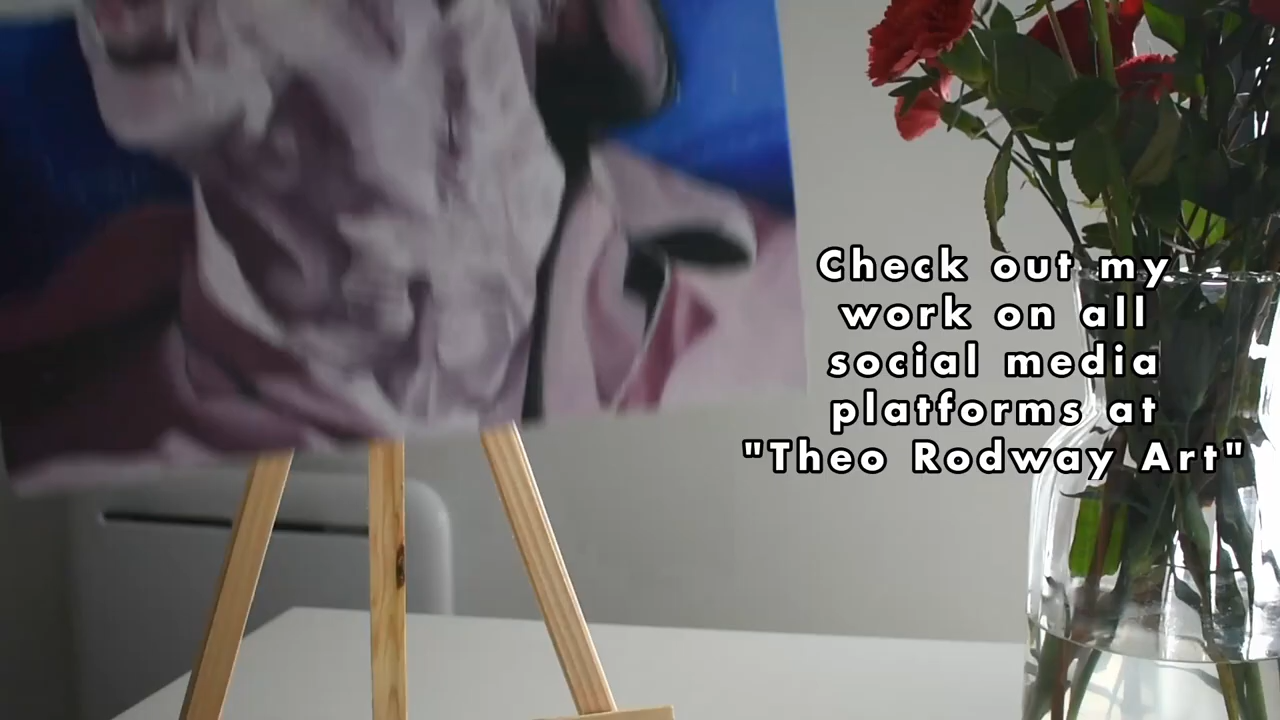 Check out my
work on all
social media
platforms at
"Theo Rodway Art"